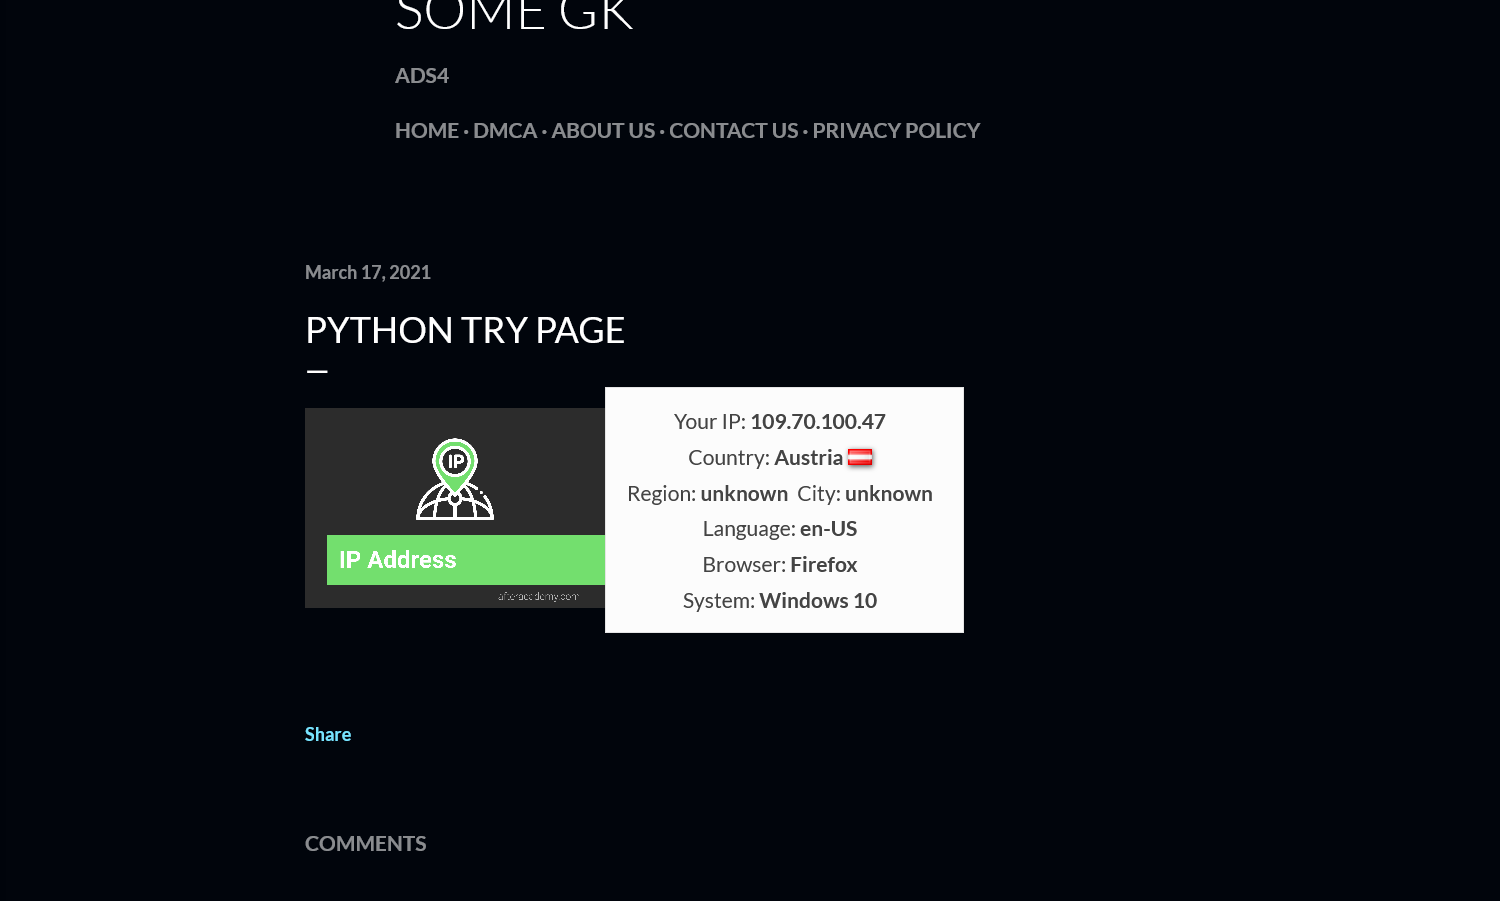 SOME GK
ADS4
HOME · DMCA · ABOUT US · CONTACT US · PRIVACY POLICY
March 17, 2021
PYTHON TRY PAGE
IP
IP Address
afteracademy.com
Your IP: 109.70.100.47
Country: Austria
Region: unknown City: unknown
Language: en-US
Browser: Firefox
System: Windows 10
Share
COMMENTS